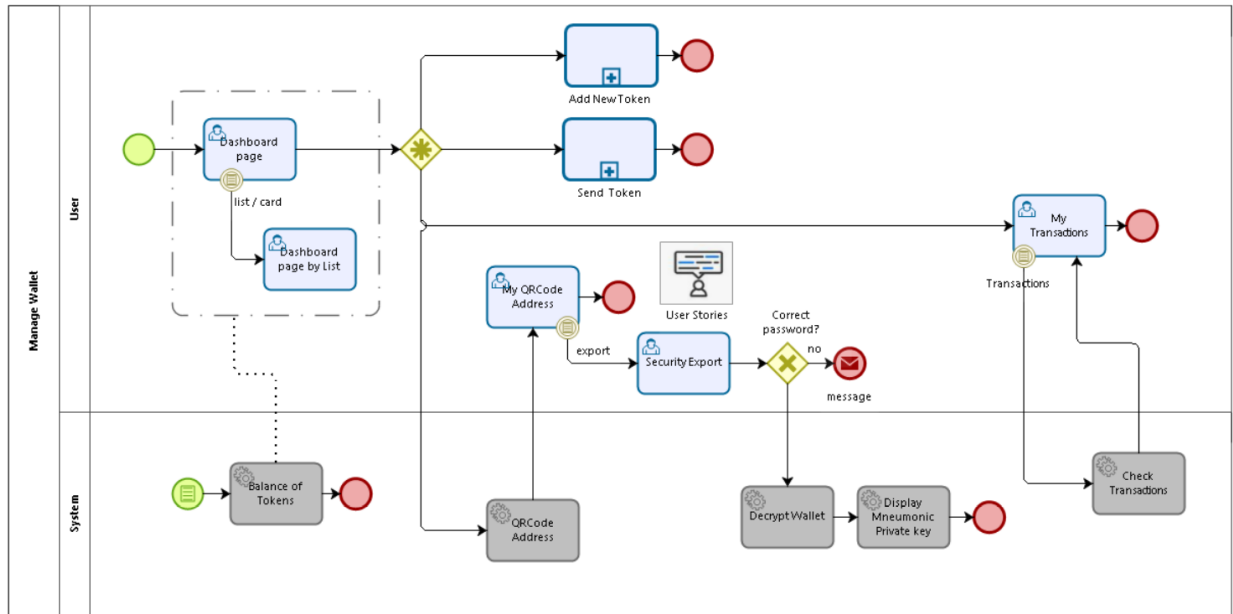 Manage Wallet
User
System
Add New Token
Dashboard
page
Send Token
list / card
My
Transactions
Dashboard
page by List
My QRCode
Address
Transactions
User Stories
Correct
password?
no
export
Security Export
message
Balance of
Tokens
Check
Transactions
QRCode
Address
Decrypt Wallet
Display
Mneumonic
Private key